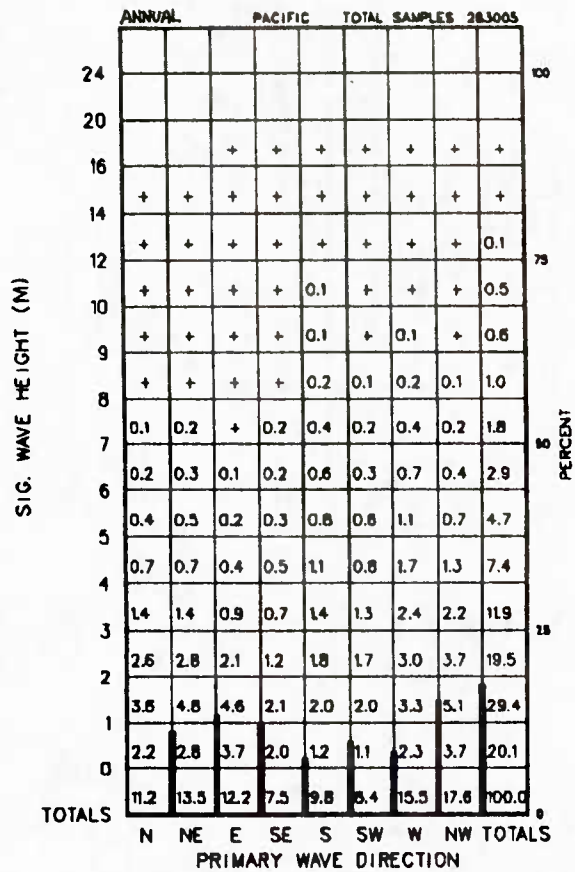 ANNUAL PACIFIC TOTAL SAMPLES 283005
24 100
20
+ + + + + + +
16
+ + + + + + + + +
14
+ + + + + + + + 0.1
12 75
+ + + + 0.1 + + + 0.5
10
+ + + + 0.1 + 0.1 + 0.6
9
+ + + + 0.2 0.1 0.2 0.1 1.0
8
0.1 0.2 + 0.2 0.4 0.2 0.4 0.2 1.8
7 50
0.2 0.3 0.1 0.2 0.6 0.3 0.7 0.4 2.9
6
0.4 0.5 0.2 0.3 0.8 0.6 1.1 0.7 4.7
5
0.7 0.7 0.4 0.5 1.1 0.8 1.7 1.3 7.4
4
1.4 1.4 0.9 0.7 1.4 1.3 2.4 2.2 11.9
3 25
2.6 2.8 2.1 1.2 1.8 1.7 3.0 3.7 19.5
2
3.6 4.8 4.6 2.1 2.0 2.0 3.3 5.1 29.4
1
2.2 2.8 3.7 2.0 1.2 1.1 2.3 3.7 20.1
0
11.2 13.5 12.2 7.5 9.8 8.4 15.5 17.6 100.0
TOTALS 0
N NE E SE S SW W NW TOTALS
PRIMARY WAVE DIRECTION
SIG. WAVE HEIGHT (M)
PERCENT